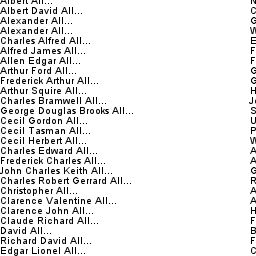 Albert All... N
Albert David All... C
Alexander All... G
Alexander All... W
Charles Alfred All... E
Alfred James All... F
Allen Edgar All... F
Arthur Ford All... G
Frederick Arthur All... G
Arthur Squire All... H
Charles Bramwell All... Jo
George Douglas Brooks All... S
Cecil Gordon All... U
Cecil Tasman All... P
Cecil Herbert All... W
Charles Edward All... A
Frederick Charles All... A
John Charles Keith All... G
Charles Robert Gerrard All... R
Christopher All... A
Clarence Valentine All... A
Clarence John All... H
Claude Richard All... F
David All... B
Richard David All... F
Edgar Lionel All... C